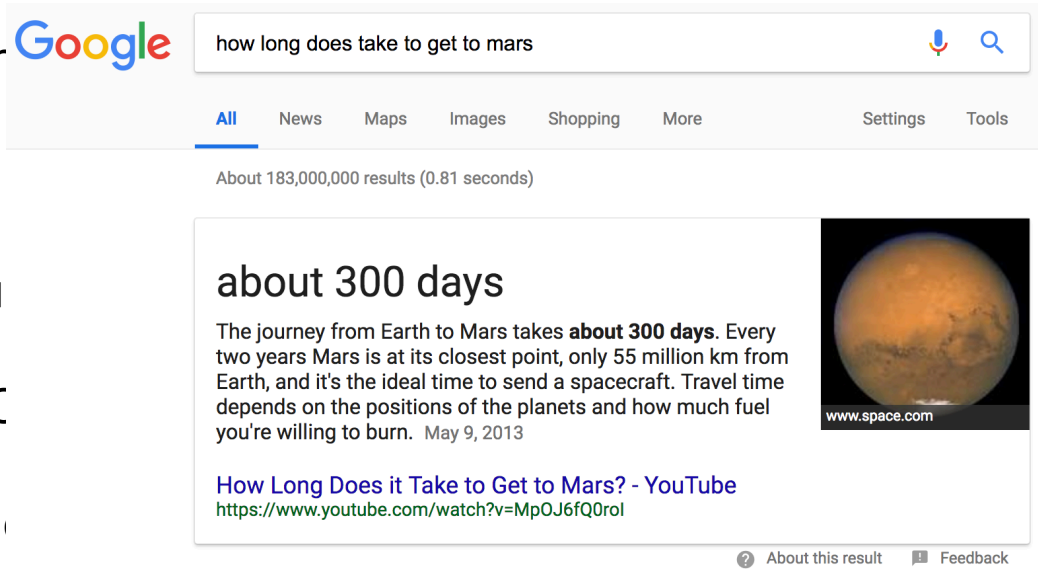 Google
how long does take to get to mars
All News Maps Images Shopping More Settings Tools
About 183,000,000 results (0.81 seconds)
about 300 days
The journey from Earth to Mars takes about 300 days. Every
two years Mars is at its closest point, only 55 million km from
Earth, and it's the ideal time to send a spacecraft. Travel time
depends on the positions of the planets and how much fuel
you're willing to burn. May 9, 2013
www.space.com
How Long Does it Take to Get to Mars? - YouTube
https://www.youtube.com/watch?v=MpOJ6fQ0roI
About this result Feedback